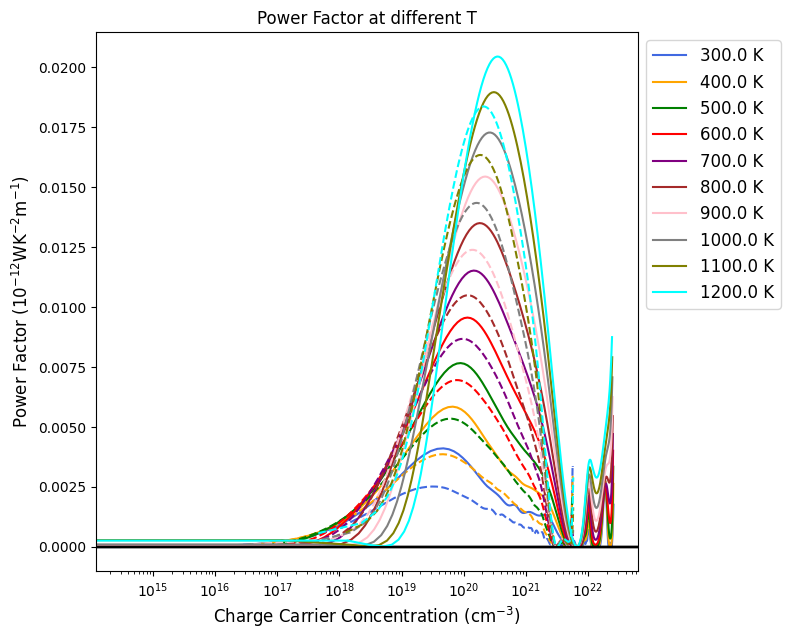 Power Factor at different T
Power Factor (10⁻¹²WK⁻²m⁻¹)
0.0200
0.0175
0.0150
0.0125
0.0100
0.0075
0.0050
0.0025
0.0000
10¹⁵ 10¹⁶ 10¹⁷ 10¹⁸ 10¹⁹ 10²⁰ 10²¹ 10²²
Charge Carrier Concentration (cm⁻³)
300.0 K
400.0 K
500.0 K
600.0 K
700.0 K
800.0 K
900.0 K
1000.0 K
1100.0 K
1200.0 K